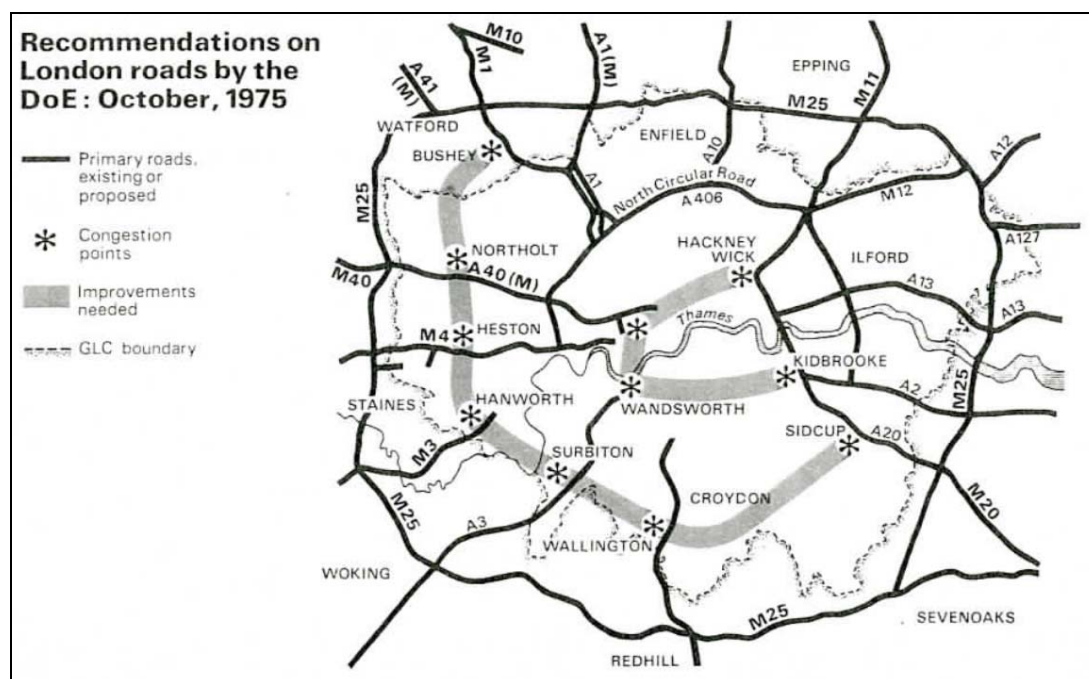 Recommendations on
London roads by the
DoE: October, 1975
Primary roads,
existing or
proposed
Congestion
points
Improvements
needed
GLC boundary
M10
M1
A1(M)
A41
(M)
EPPING
M11
M25
WATFORD
ENFIELD
BUSHEY
A10
A12
A1
North Circular Road
A406
M12
M25
NORTHOLT
HACKNEY
WICK
A127
ILFORD
M40
A40(M)
A13
A13
Thames
M4
HESTON
KIDBROOKE
M25
A2
STAINES
HANWORTH
WANDSWORTH
SIDCUP
A20
M3
SURBITON
M20
M25
CROYDON
A3
WALLINGTON
WOKING
M25
SEVENOAKS
REDHILL